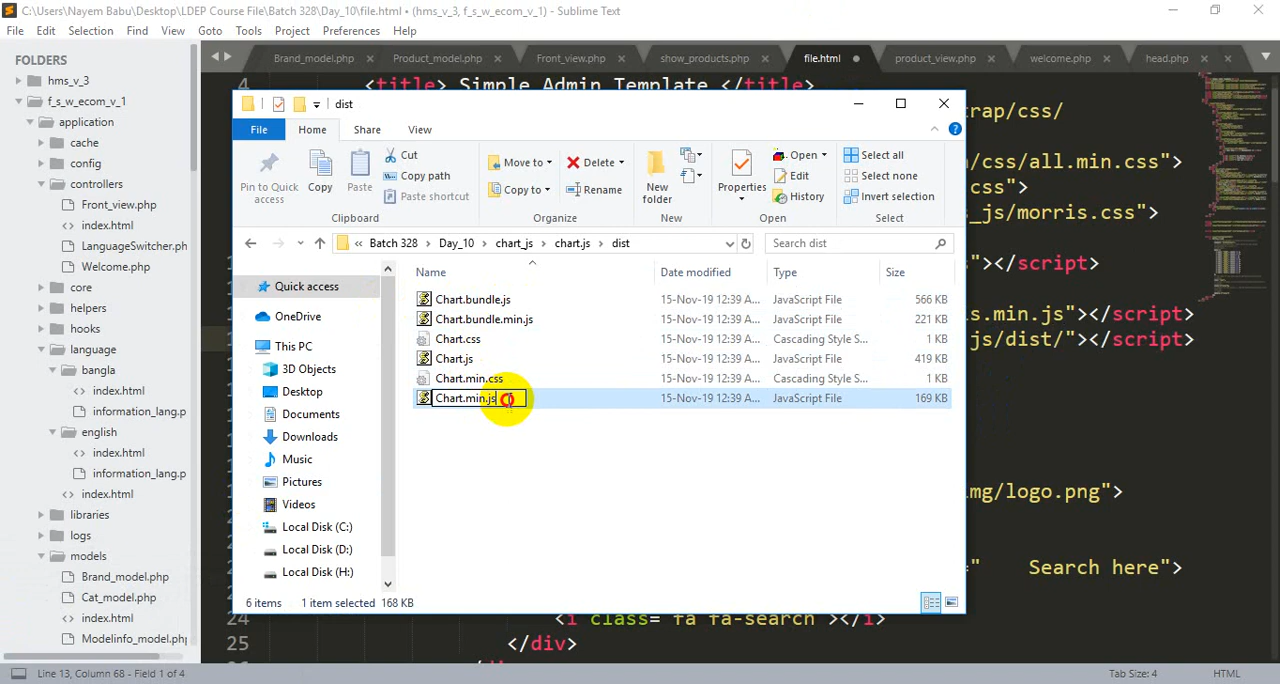 C:\Users\Nayem Babu\Desktop\LDEP Course File\Batch 328\Day_10\file.html • (hms_v_3, f_s_w_ecom_v_1) - Sublime Text
File Edit Selection Find View Goto Tools Project Preferences Help
FOLDERS
hms_v_3
f_s_w_ecom_v_1
application
cache
config
controllers
Front_view.php
index.html
LanguageSwitcher.ph
Welcome.php
core
helpers
hooks
language
bangla
index.html
information_lang.p
english
index.html
information_lang.p
index.html
libraries
logs
models
Brand_model.php
Cat_model.php
index.html
Modelinfo_model.php
Brand_model.php × Product_model.php × Front_view.php × show_products.php × file.html • product_view.php × welcome.php × head.php ×
4 <title> Simple Admin Template </title>
rap/css/
/css/all.min.css">
css">
s_js/morris.css">
"></script>
s.min.js"></script>
js/dist/"></script>
mg/logo.png">
Search here">
24 <i class= fa fa-search ></i>
25 </div>
dist
File Home Share View
Pin to Quick access
Copy
Paste
Cut
Copy path
Paste shortcut
Clipboard
Move to
Copy to
Delete
Rename
Organize
New folder
New
Properties
Open
Edit
History
Open
Select all
Select none
Invert selection
Select
« Batch 328 › Day_10 › chart_js › chart.js › dist
Search dist
Quick access
OneDrive
This PC
3D Objects
Desktop
Documents
Downloads
Music
Pictures
Videos
Local Disk (C:)
Local Disk (D:)
Local Disk (H:)
Name Date modified Type Size
Chart.bundle.js 15-Nov-19 12:39 A... JavaScript File 566 KB
Chart.bundle.min.js 15-Nov-19 12:39 A... JavaScript File 221 KB
Chart.css 15-Nov-19 12:39 A... Cascading Style S... 1 KB
Chart.js 15-Nov-19 12:39 A... JavaScript File 419 KB
Chart.min.css 15-Nov-19 12:39 A... Cascading Style S... 1 KB
Chart.min.js 15-Nov-19 12:39 A... JavaScript File 169 KB
6 items 1 item selected 168 KB
Line 13, Column 68 - Field 1 of 4 Tab Size: 4 HTML